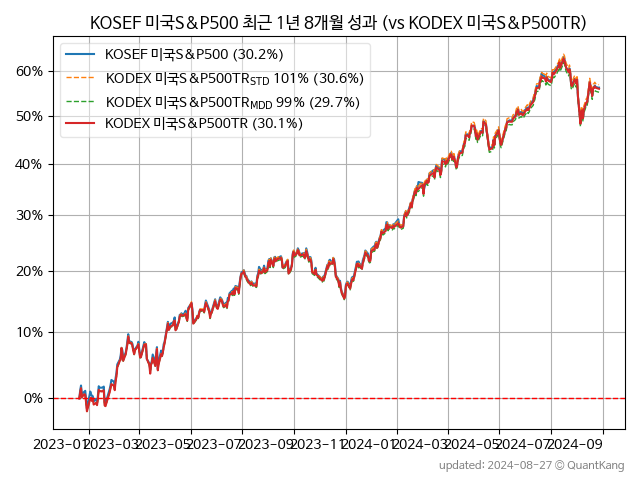 KOSEF 미국S&P500 최근 1년 8개월 성과 (vs KODEX 미국S&P500TR)
KOSEF 미국S&P500 (30.2%)
KODEX 미국S&P500TR_STD 101% (30.6%)
KODEX 미국S&P500TR_MDD 99% (29.7%)
KODEX 미국S&P500TR (30.1%)
60%
50%
40%
30%
20%
10%
0%
2023-01 2023-03 2023-05 2023-07 2023-09 2023-11 2024-01 2024-03 2024-05 2024-07 2024-09
updated: 2024-08-27 © QuantKang